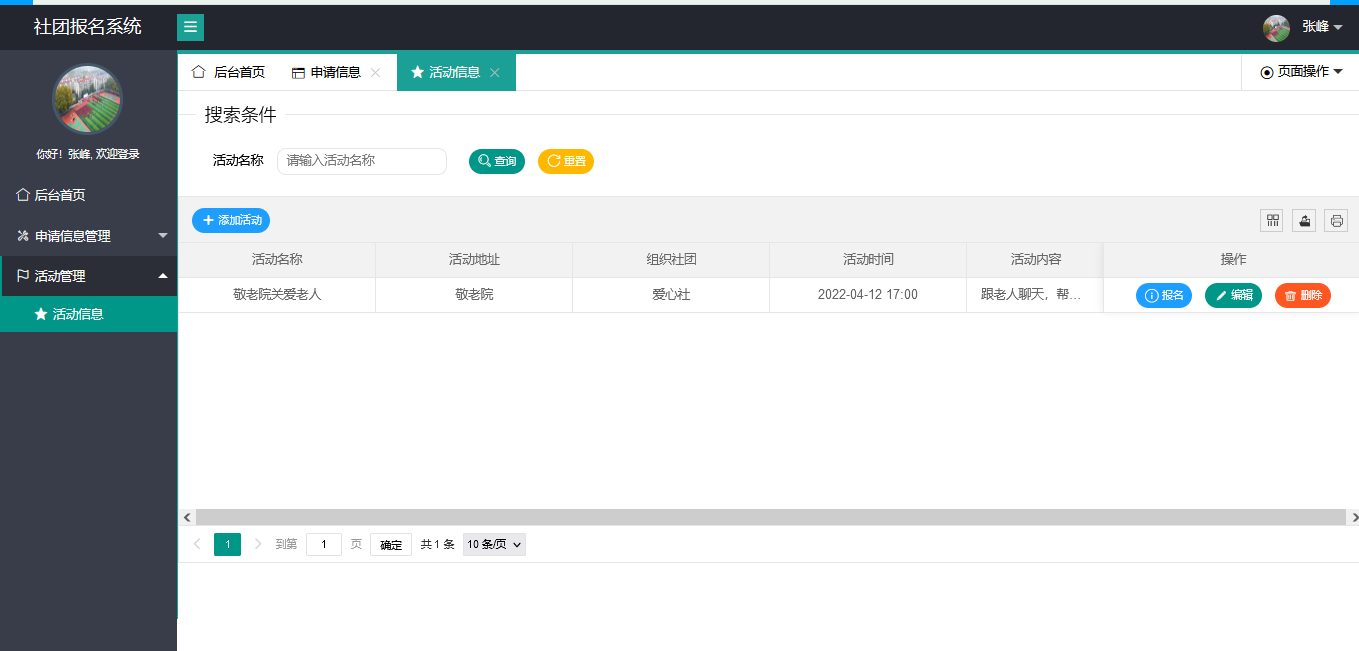 社团报名系统
张峰
你好！张峰, 欢迎登录
后台首页
申请信息管理
活动管理
活动信息
后台首页 申请信息 活动信息 页面操作
搜索条件
活动名称 请输入活动名称 查询 重置
添加活动
活动名称 活动地址 组织社团 活动时间 活动内容 操作
敬老院关爱老人 敬老院 爱心社 2022-04-12 17:00 跟老人聊天，帮... 报名 编辑 删除
1 到第 1 页 确定 共 1 条 10 条/页